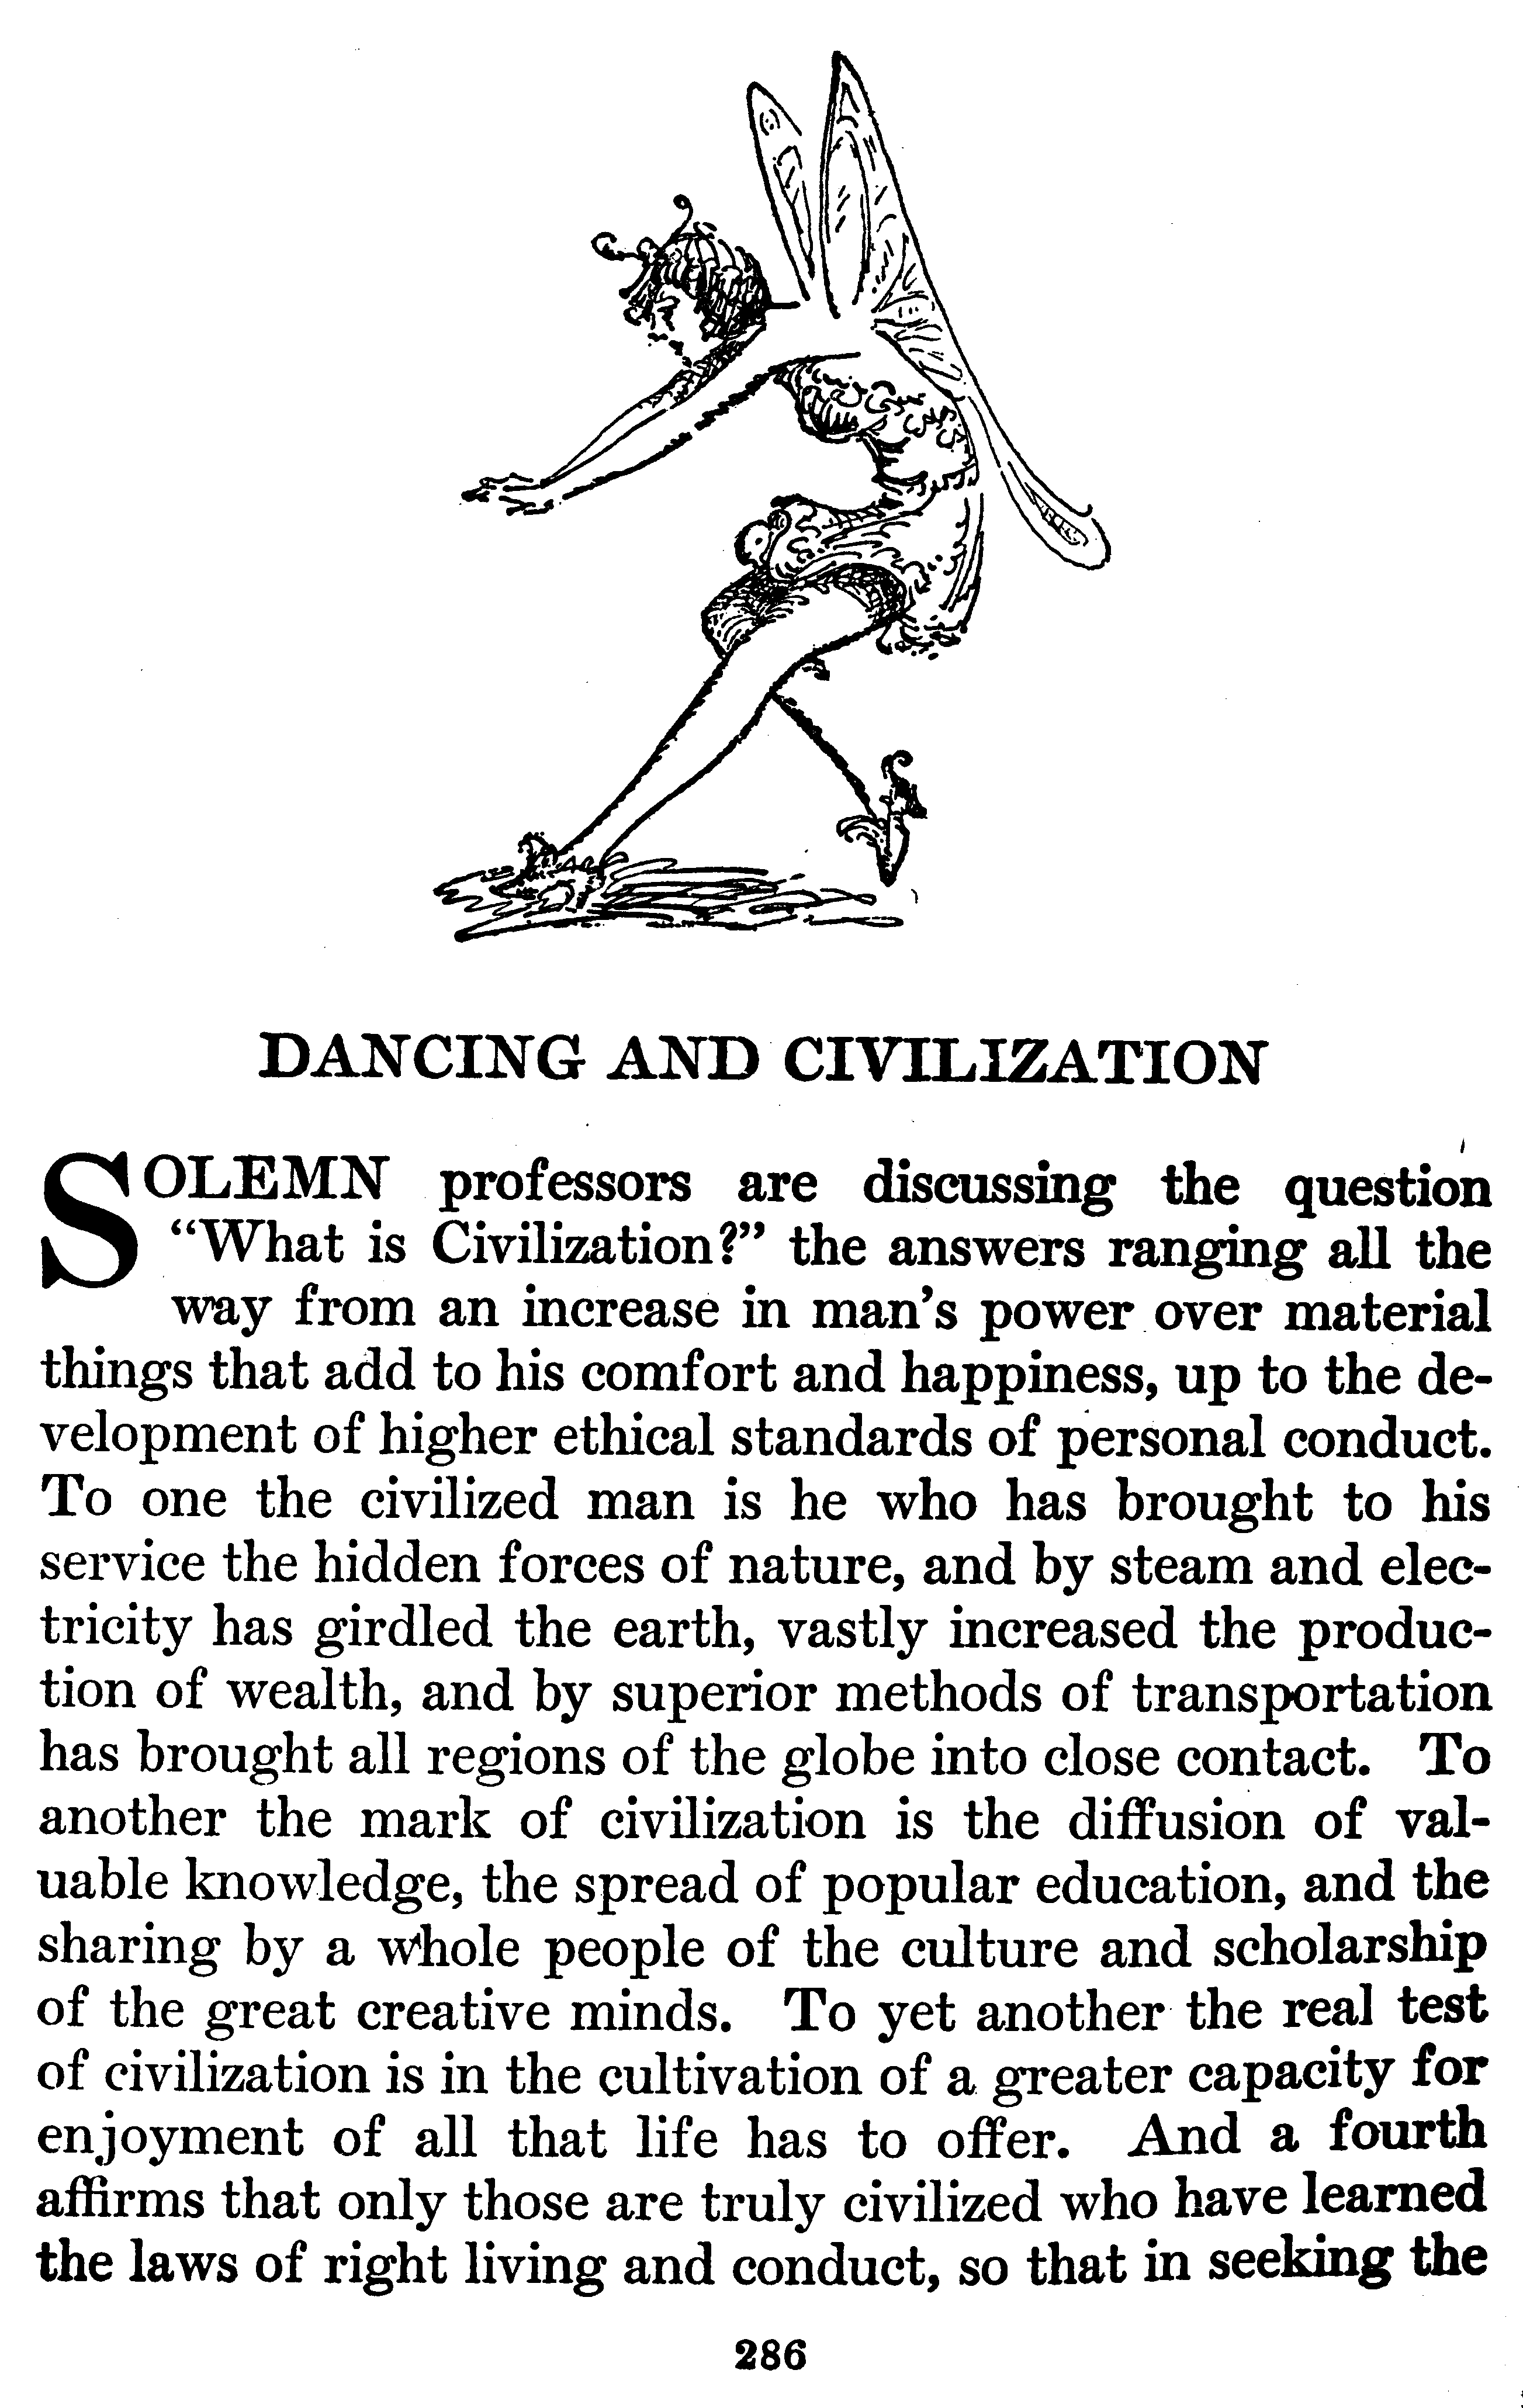 DANCING AND CIVILIZATION
SOLEMN professors are discussing the question
“What is Civilization?” the answers ranging all the
way from an increase in man’s power over material
things that add to his comfort and happiness, up to the de-
velopment of higher ethical standards of personal conduct.
To one the civilized man is he who has brought to his
service the hidden forces of nature, and by steam and elec-
tricity has girdled the earth, vastly increased the produc-
tion of wealth, and by superior methods of transportation
has brought all regions of the globe into close contact. To
another the mark of civilization is the diffusion of val-
uable knowledge, the spread of popular education, and the
sharing by a whole people of the culture and scholarship
of the great creative minds. To yet another the real test
of civilization is in the cultivation of a greater capacity for
enjoyment of all that life has to offer. And a fourth
affirms that only those are truly civilized who have learned
the laws of right living and conduct, so that in seeking the
286